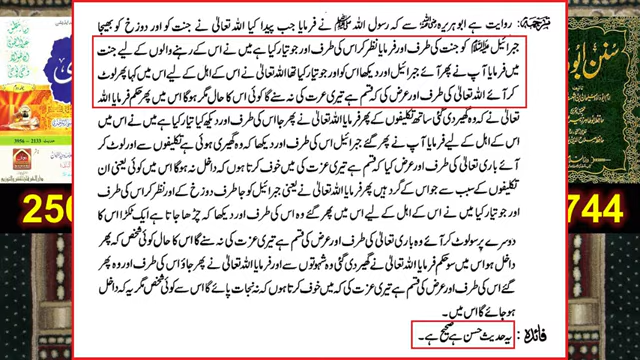 ترجمہ: روایت ہے ابوہریرہ رضی اللہ عنہ سے کہ رسول اللہ ﷺ نے فرمایا جب پیدا کیا اللہ تعالیٰ نے جنت کو اور دوزخ کو بھیجا
جبرائیل علیہ السلام کو جنت کی طرف اور فرمایا نظر کر اس کی طرف اور جو تیار کیا ہے میں نے اس کے رہنے والوں کے لیے جنت
میں فرمایا آپ نے پھر آئے جبرائیل اور دیکھا اس کو اور جو تیار کیا تھا اللہ تعالیٰ نے اس کے اہل کے لیے اس میں کہا پھر لوٹ
کر آئے اللہ تعالیٰ کی طرف اور عرض کی کہ قسم ہے تیری عزت کی نہ سنے گا کوئی اس کا حال مگر ہو گا اس میں پھر حکم فرمایا اللہ
تعالیٰ نے کہ وہ گھیر دی گئی ساتھ تکلیفوں کے پھر فرمایا اللہ تعالیٰ نے پھر جا اس کی طرف اور دیکھ کیا تیار کیا ہے میں نے اس میں
اس کے اہل کے لیے فرمایا آپ نے پھر گئے جبرائیل اس کی طرف اور دیکھا کہ وہ گھیری ہوئی ہے تکلیفوں سے اور لوٹ کر
آئے باری تعالیٰ کی طرف اور عرض کیا کہ قسم ہے تیری عزت کی میں خوف کرتا ہوں کہ داخل نہ ہو گا اس میں کوئی یعنی ان
تکلیفوں کے سبب سے جو اس کے گرد ہیں پھر فرمایا اللہ تعالیٰ نے یعنی جبرائیل کو جا طرف دوزخ کے اور نظر کر اس کی طرف
اور جو تیار کیا میں نے اس کے اہل کے لیے اس میں پھر گئے وہ اس کی طرف اور دیکھا کہ چڑھا جاتا ہے ایک ٹکڑا اس کا
دوسرے پر سو لوٹ کر آئے وہ باری تعالیٰ کی طرف اور عرض کی قسم ہے تیری عزت کی نہ سنے گا اس کا حال کوئی شخص کہ پھر
داخل ہو اس میں سو حکم فرمایا اللہ تعالیٰ نے گھیر دی گئی وہ شہوتوں سے اور فرمایا اللہ تعالیٰ نے پھر جاؤ اس کی طرف اور وہ پھر
گئے اس کی طرف اور عرض کی قسم ہے تیری عزت کی کہ میں خوف کرتا ہوں کہ نہ نجات پائے گا اس سے کوئی شخص مگر یہ کہ داخل
ہو جائے گا اس میں۔
فائدہ: یہ حدیث حسن ہے صحیح ہے۔
سنن ابو
256
744